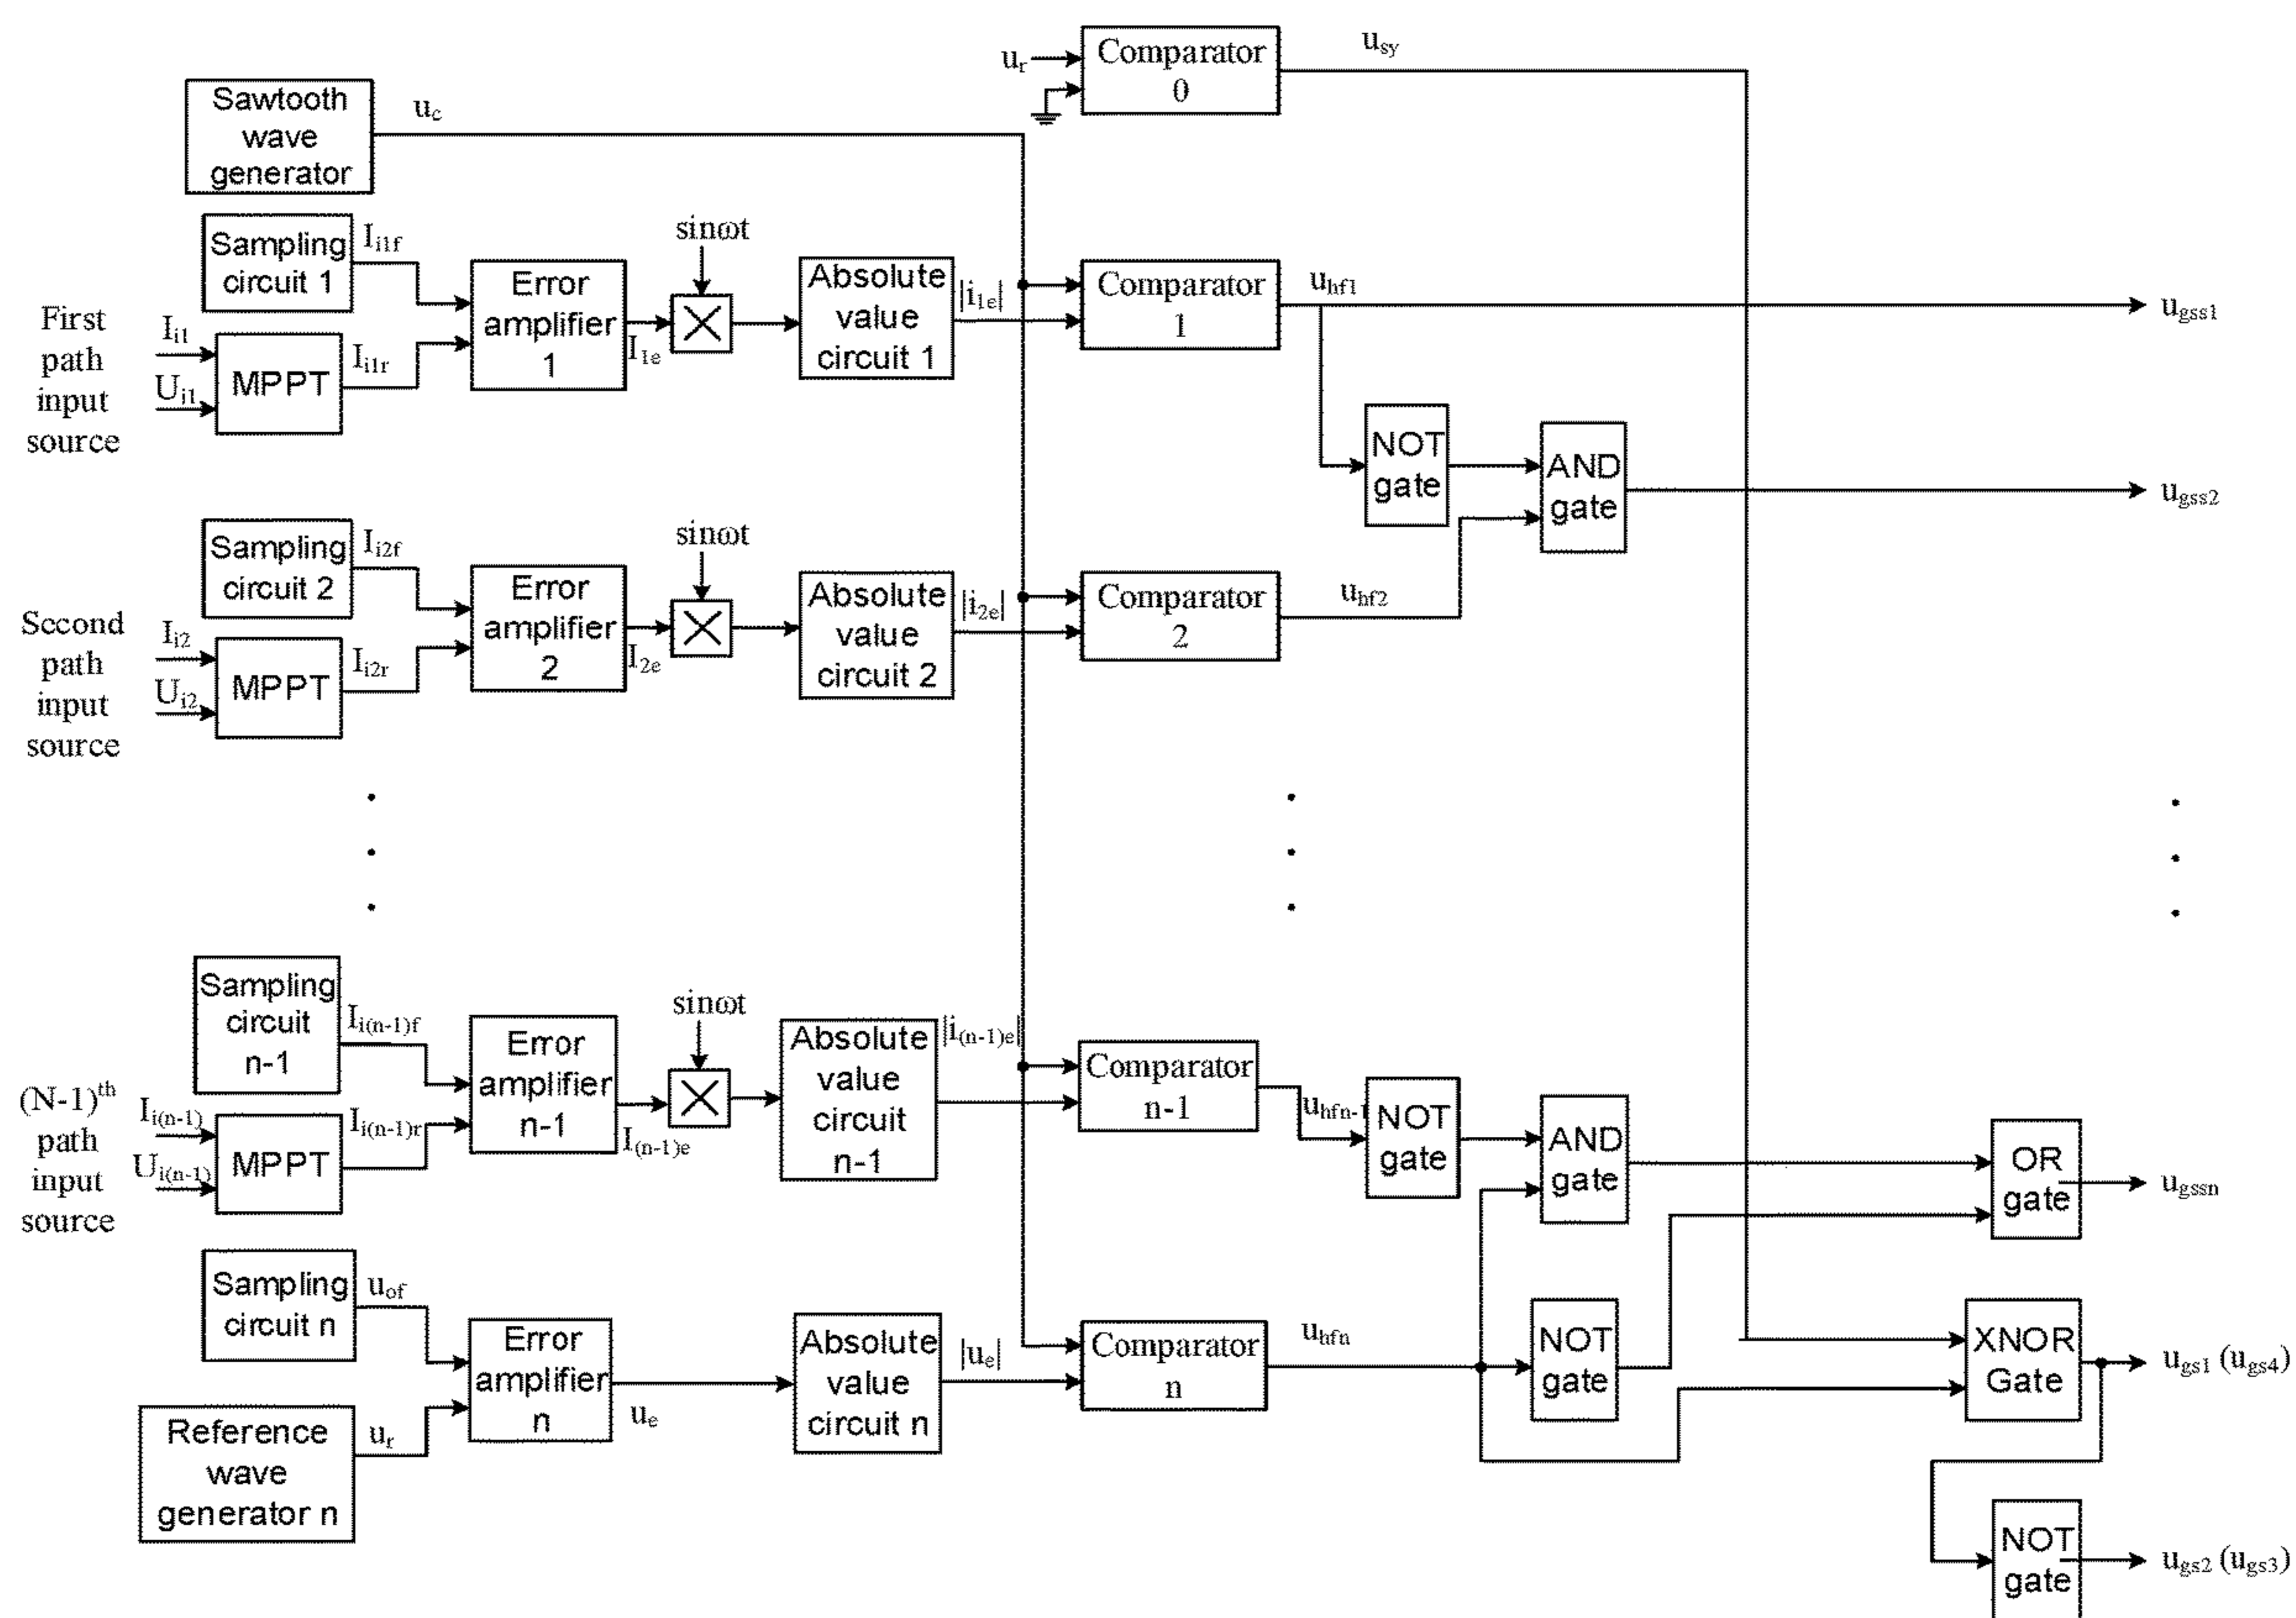 u_r
Comparator
0
u_sy
Sawtooth
wave
generator
u_c
First
path
input
source
Sampling
circuit 1
I_i1f
I_i1
U_i1
MPPT
I_i1r
Error
amplifier
1
I_1e
sinωt
Absolute
value
circuit 1
|i_1e|
Comparator
1
u_hf1
u_gss1
NOT
gate
AND
gate
u_gss2
Second
path
input
source
Sampling
circuit 2
I_i2f
I_i2
U_i2
MPPT
I_i2r
Error
amplifier
2
I_2e
sinωt
Absolute
value
circuit 2
|i_2e|
Comparator
2
u_hf2
(N-1)^th
path
input
source
Sampling
circuit
n-1
I_i(n-1)f
I_i(n-1)
U_i(n-1)
MPPT
I_i(n-1)r
Error
amplifier
n-1
I_(n-1)e
sinωt
Absolute
value
circuit
n-1
|i_(n-1)e|
Comparator
n-1
u_hfn-1
NOT
gate
AND
gate
OR
gate
u_gssn
Sampling
circuit n
u_of
Reference
wave
generator n
u_r
Error
amplifier
n
u_e
Absolute
value
circuit n
|u_e|
Comparator
n
u_hfn
NOT
gate
XNOR
Gate
u_gs1 (u_gs4)
NOT
gate
u_gs2 (u_gs3)